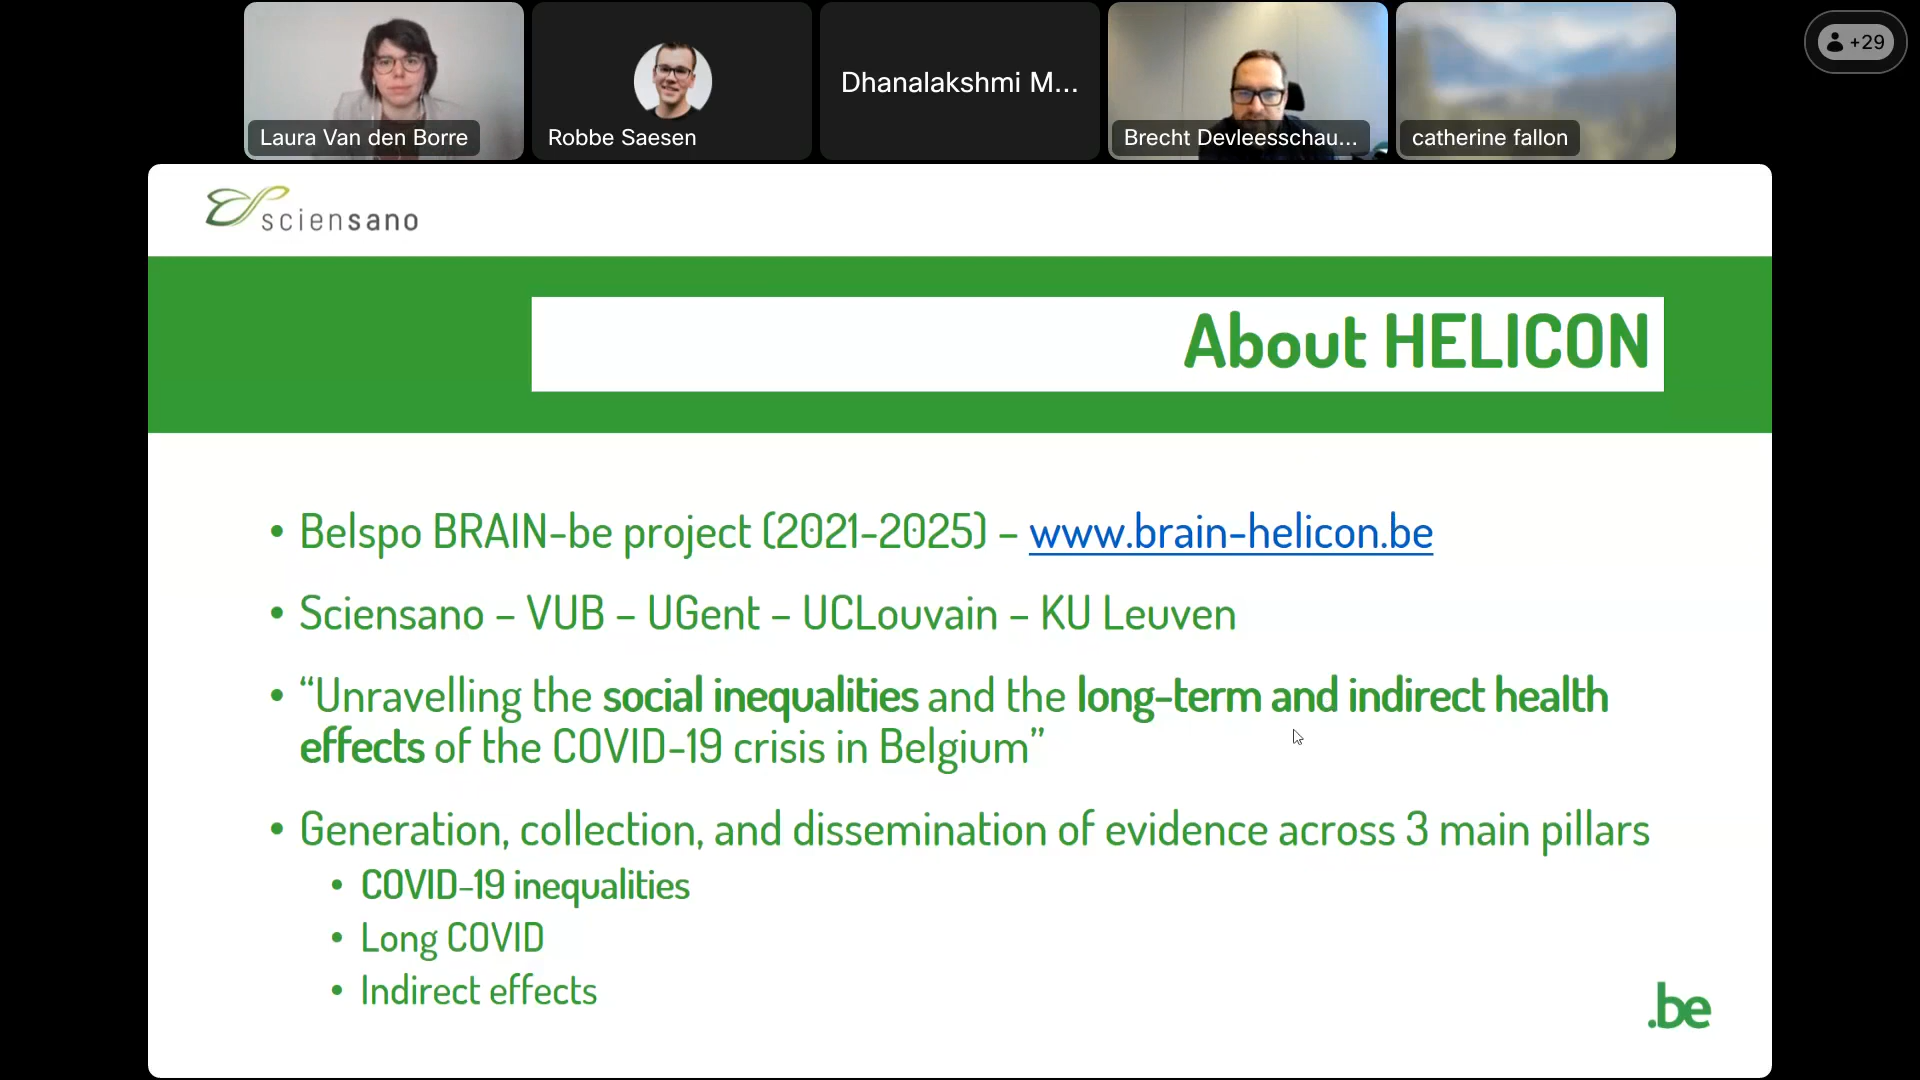 Laura Van den Borre
Robbe Saesen
Dhanalakshmi M...
Brecht Devleesschau...
catherine fallon
+29
sciensano
About HELICON
• Belspo BRAIN-be project (2021-2025) – www.brain-helicon.be
• Sciensano – VUB – UGent – UCLouvain – KU Leuven
• “Unravelling the social inequalities and the long-term and indirect health
effects of the COVID-19 crisis in Belgium”
• Generation, collection, and dissemination of evidence across 3 main pillars
• COVID-19 inequalities
• Long COVID
• Indirect effects
.be